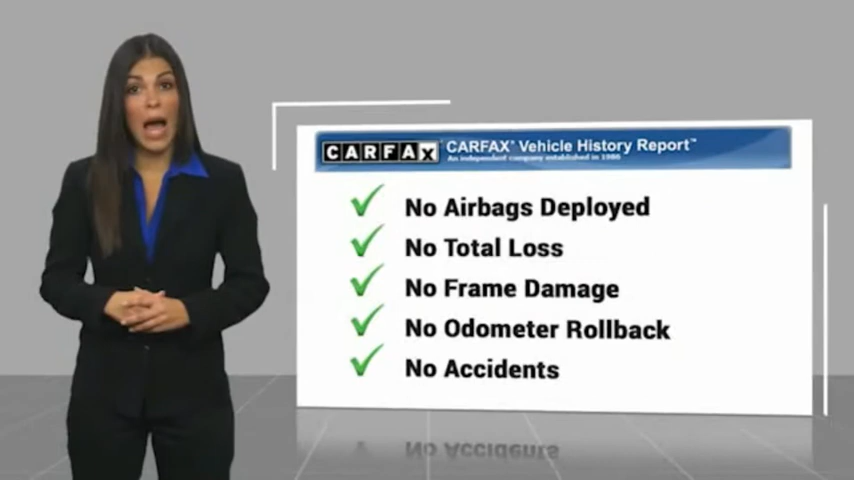 CARFAX CARFAX® Vehicle History Report™
An independent company established in 1986
No Airbags Deployed
No Total Loss
No Frame Damage
No Odometer Rollback
No Accidents
No Accidents